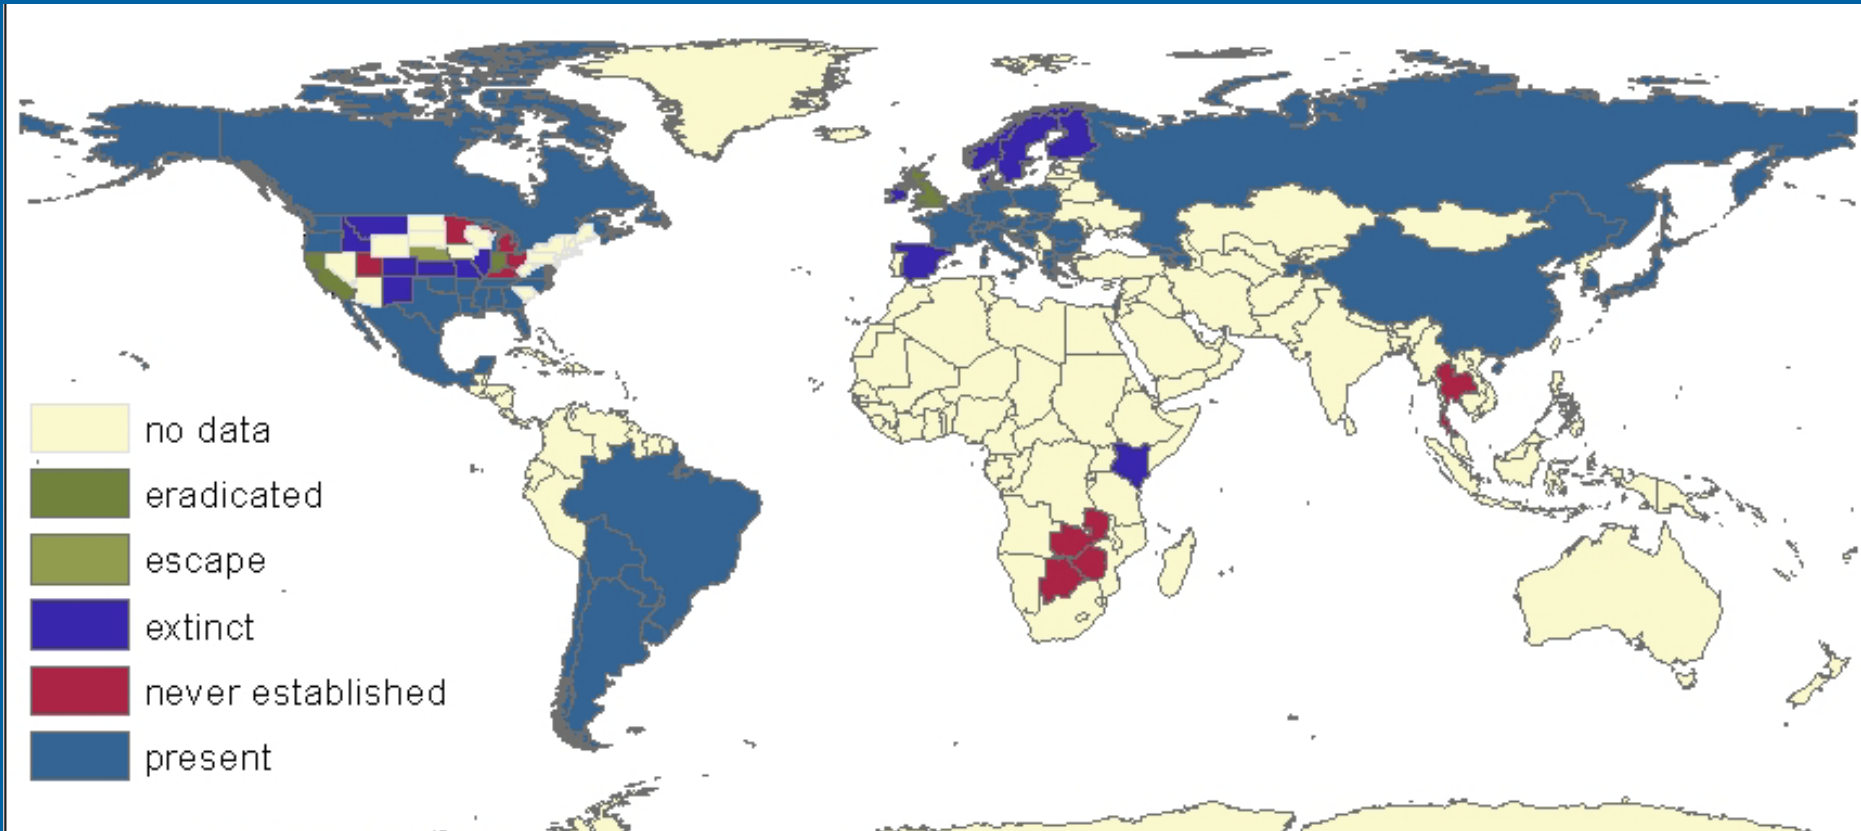 no data
eradicated
escape
extinct
never established
present